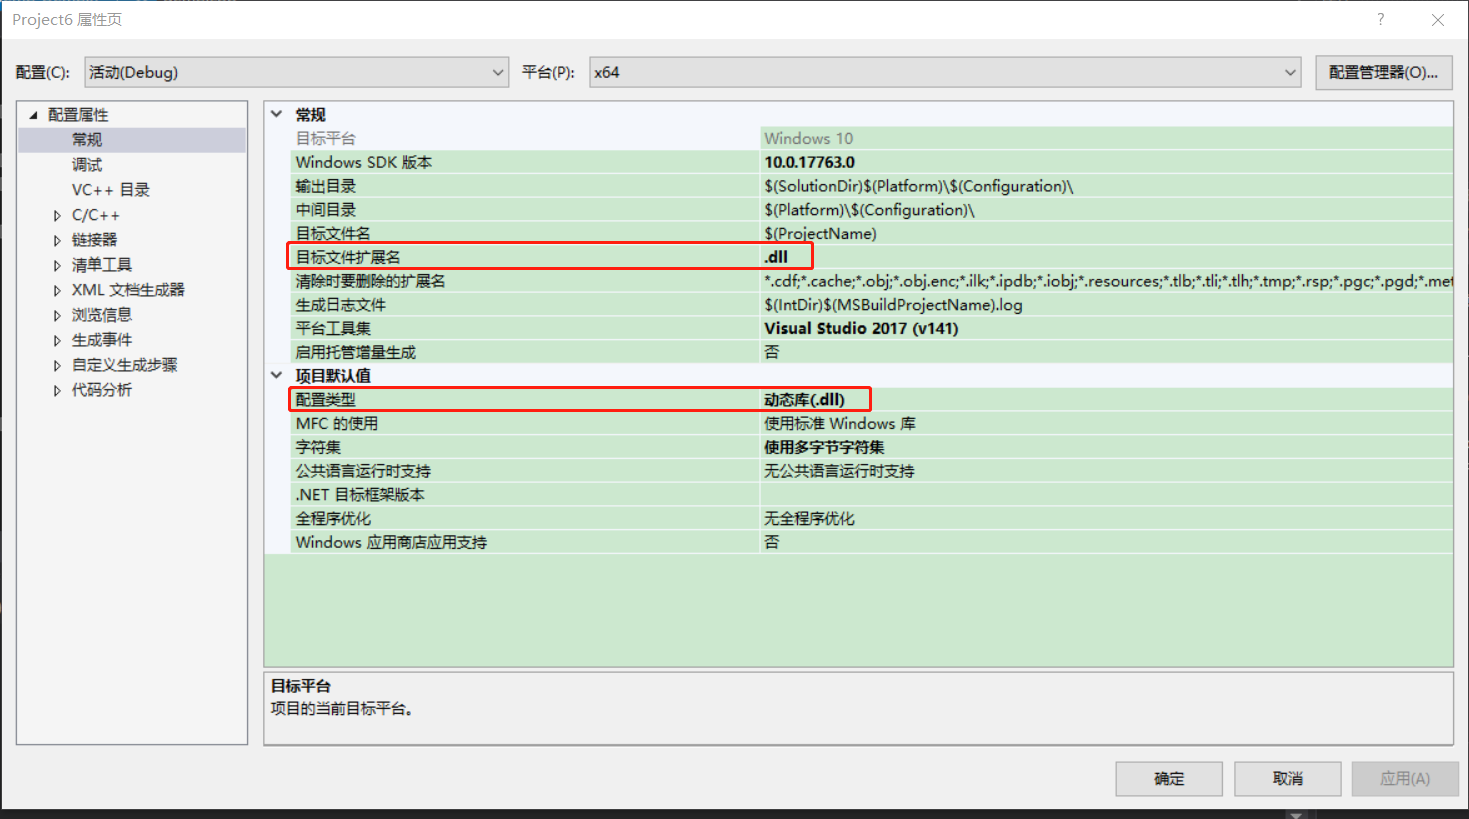 Project6 属性页
配置(C): 活动(Debug) 平台(P): x64 配置管理器(O)...
配置属性
常规
调试
VC++ 目录
C/C++
链接器
清单工具
XML 文档生成器
浏览信息
生成事件
自定义生成步骤
代码分析
常规
目标平台 Windows 10
Windows SDK 版本 10.0.17763.0
输出目录 $(SolutionDir)$(Platform)\$(Configuration)\
中间目录 $(Platform)\$(Configuration)\
目标文件名 $(ProjectName)
目标文件扩展名 .dll
清除时要删除的扩展名 *.cdf;*.cache;*.obj;*.obj.enc;*.ilk;*.ipdb;*.iobj;*.resources;*.tlb;*.tli;*.tlh;*.tmp;*.rsp;*.pgc;*.pgd;*.met
生成日志文件 $(IntDir)$(MSBuildProjectName).log
平台工具集 Visual Studio 2017 (v141)
启用托管增量生成 否
项目默认值
配置类型 动态库(.dll)
MFC 的使用 使用标准 Windows 库
字符集 使用多字节字符集
公共语言运行时支持 无公共语言运行时支持
.NET 目标框架版本
全程序优化 无全程序优化
Windows 应用商店应用支持 否
目标平台
项目的当前目标平台。
确定 取消 应用(A)